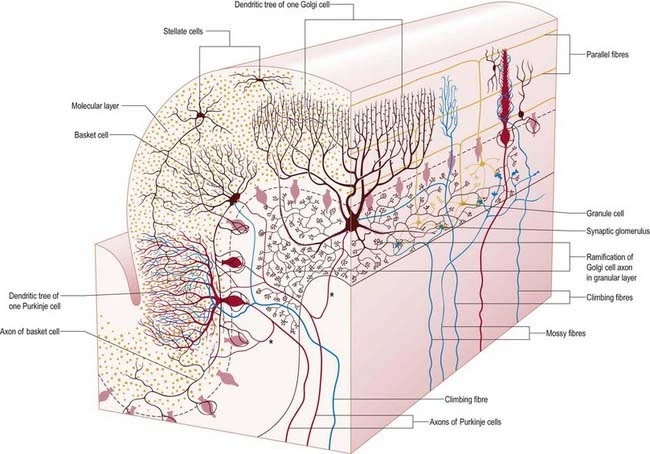 Dendritic tree of one Golgi cell
Stellate cells
Parallel fibres
Molecular layer
Basket cell
Granule cell
Synaptic glomerulus
Ramification of
Golgi cell axon
in granular layer
Dendritic tree of
one Purkinje cell
Climbing fibres
Axon of basket cell
Mossy fibres
*
*
Climbing fibre
Axons of Purkinje cells